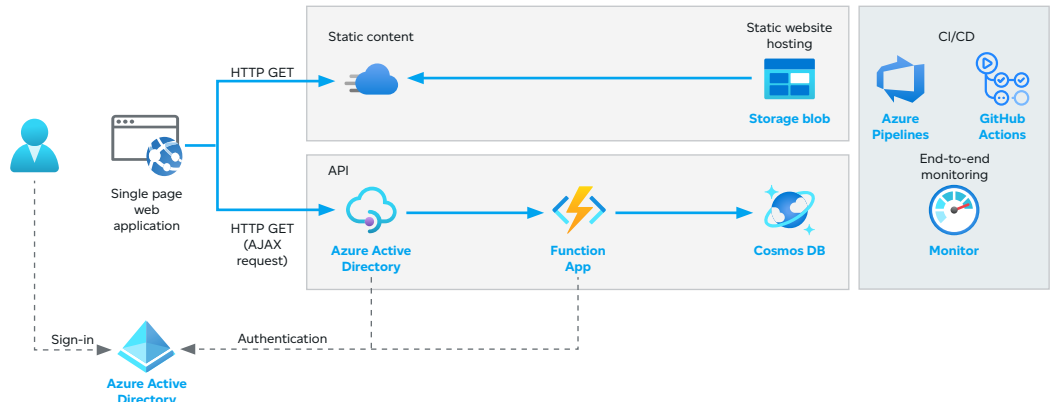 Static content
Static website
hosting
Storage blob
HTTP GET
Single page
web
application
HTTP GET
(AJAX
request)
API
Azure Active
Directory
Function
App
Cosmos DB
CI/CD
Azure
Pipelines
GitHub
Actions
End-to-end
monitoring
Monitor
Sign-in
Authentication
Azure Active
Directory